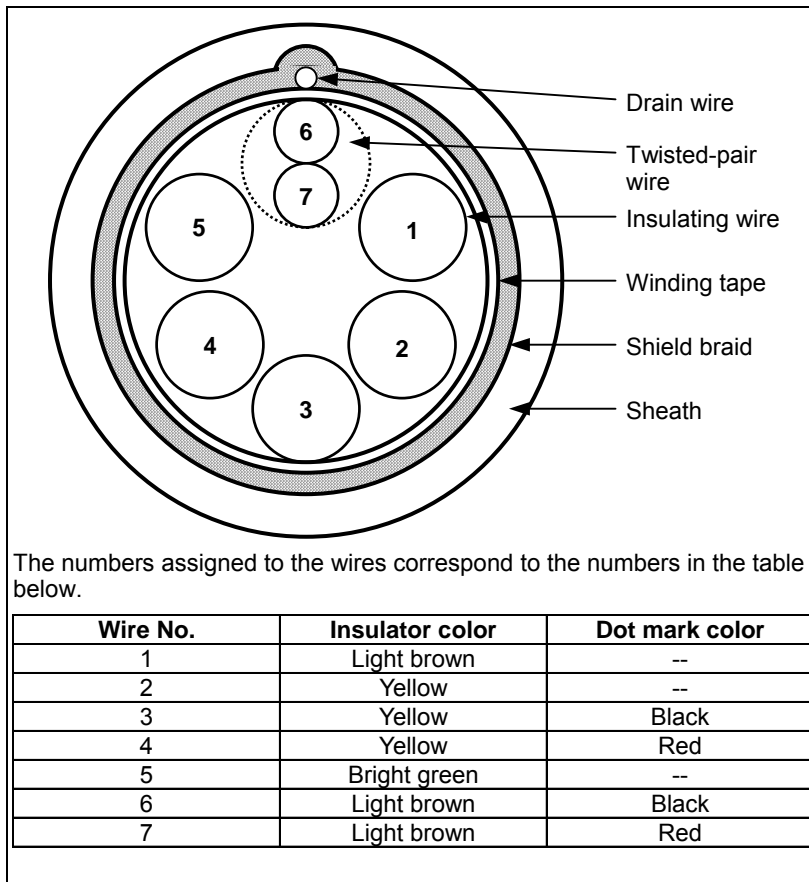 Drain wire
Twisted-pair
wire
Insulating wire
Winding tape
Shield braid
Sheath
6
7
5
1
4
2
3
The numbers assigned to the wires correspond to the numbers in the table
below.
Wire No. Insulator color Dot mark color
1 Light brown --
2 Yellow --
3 Yellow Black
4 Yellow Red
5 Bright green --
6 Light brown Black
7 Light brown Red